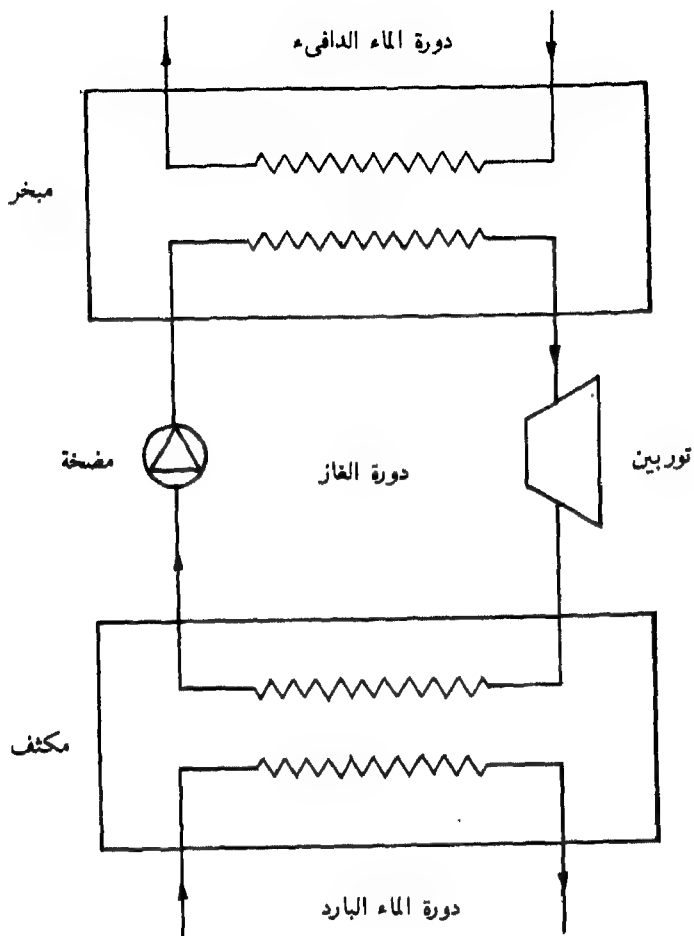 دورة الماء الدافىء
مبخر
توربين
دورة الغاز
مضخة
مكثف
دورة الماء البارد